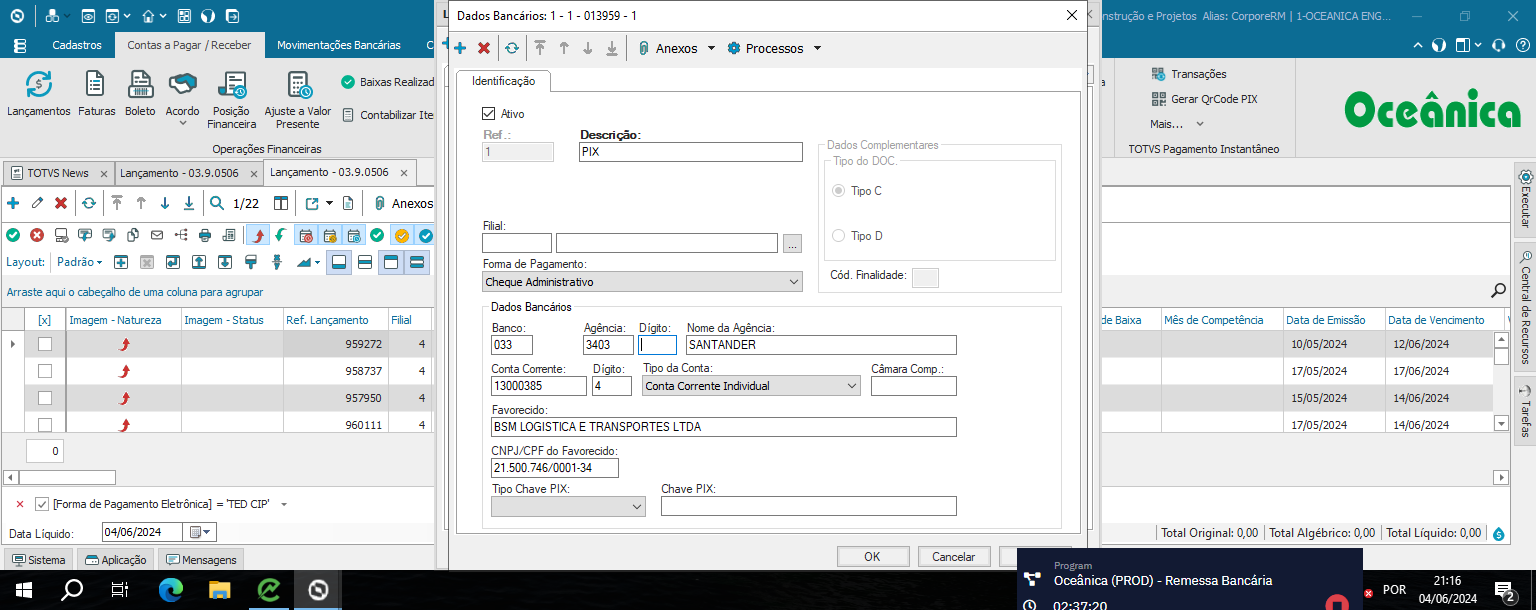 Dados Bancários: 1 - 1 - 013959 - 1
nstrução e Projetos Alias: CorporeRM | 1-OCEANICA ENG...
Cadastros
Contas a Pagar / Receber
Movimentações Bancárias
Anexos
Processos
Identificação
Lançamentos
Faturas
Boleto
Acordo
Posição Financeira
Ajuste a Valor Presente
Baixas Realizad
Contabilizar Ite
Operações Financeiras
Transações
Gerar QrCode PIX
Mais...
TOTVS Pagamento Instantâneo
Oceânica
TOTVS News
Lançamento - 03.9.0506
Lançamento - 03.9.0506
1/22
Anexos
Layout:
Padrão
Arraste aqui o cabeçalho de uma coluna para agrupar
[x]
Imagem - Natureza
Imagem - Status
Ref. Lançamento
Filial
959272
4
958737
4
957950
4
960111
4
0
[Forma de Pagamento Eletrônica] = 'TED CIP'
Data Líquido:
04/06/2024
Sistema
Aplicação
Mensagens
Ativo
Ref.:
1
Descrição:
PIX
Dados Complementares
Tipo do DOC.
Tipo C
Tipo D
Cód. Finalidade:
Filial:
...
Forma de Pagamento:
Cheque Administrativo
Dados Bancários
Banco:
033
Agência:
3403
Dígito:
Nome da Agência:
SANTANDER
Conta Corrente:
13000385
Dígito:
4
Tipo da Conta:
Conta Corrente Individual
Câmara Comp.:
Favorecido:
BSM LOGISTICA E TRANSPORTES LTDA
CNPJ/CPF do Favorecido:
21.500.746/0001-34
Tipo Chave PIX:
Chave PIX:
OK
Cancelar
de Baixa
Mês de Competência
Data de Emissão
Data de Vencimento
10/05/2024
12/06/2024
17/05/2024
17/06/2024
15/05/2024
14/06/2024
17/05/2024
14/06/2024
Total Original: 0,00
Total Algébrico: 0,00
Total Líquido: 0,00
Executar
Central de Recursos
Tarefas
Program
Oceânica (PROD) - Remessa Bancária
02:37:20
POR
21:16
04/06/2024
2